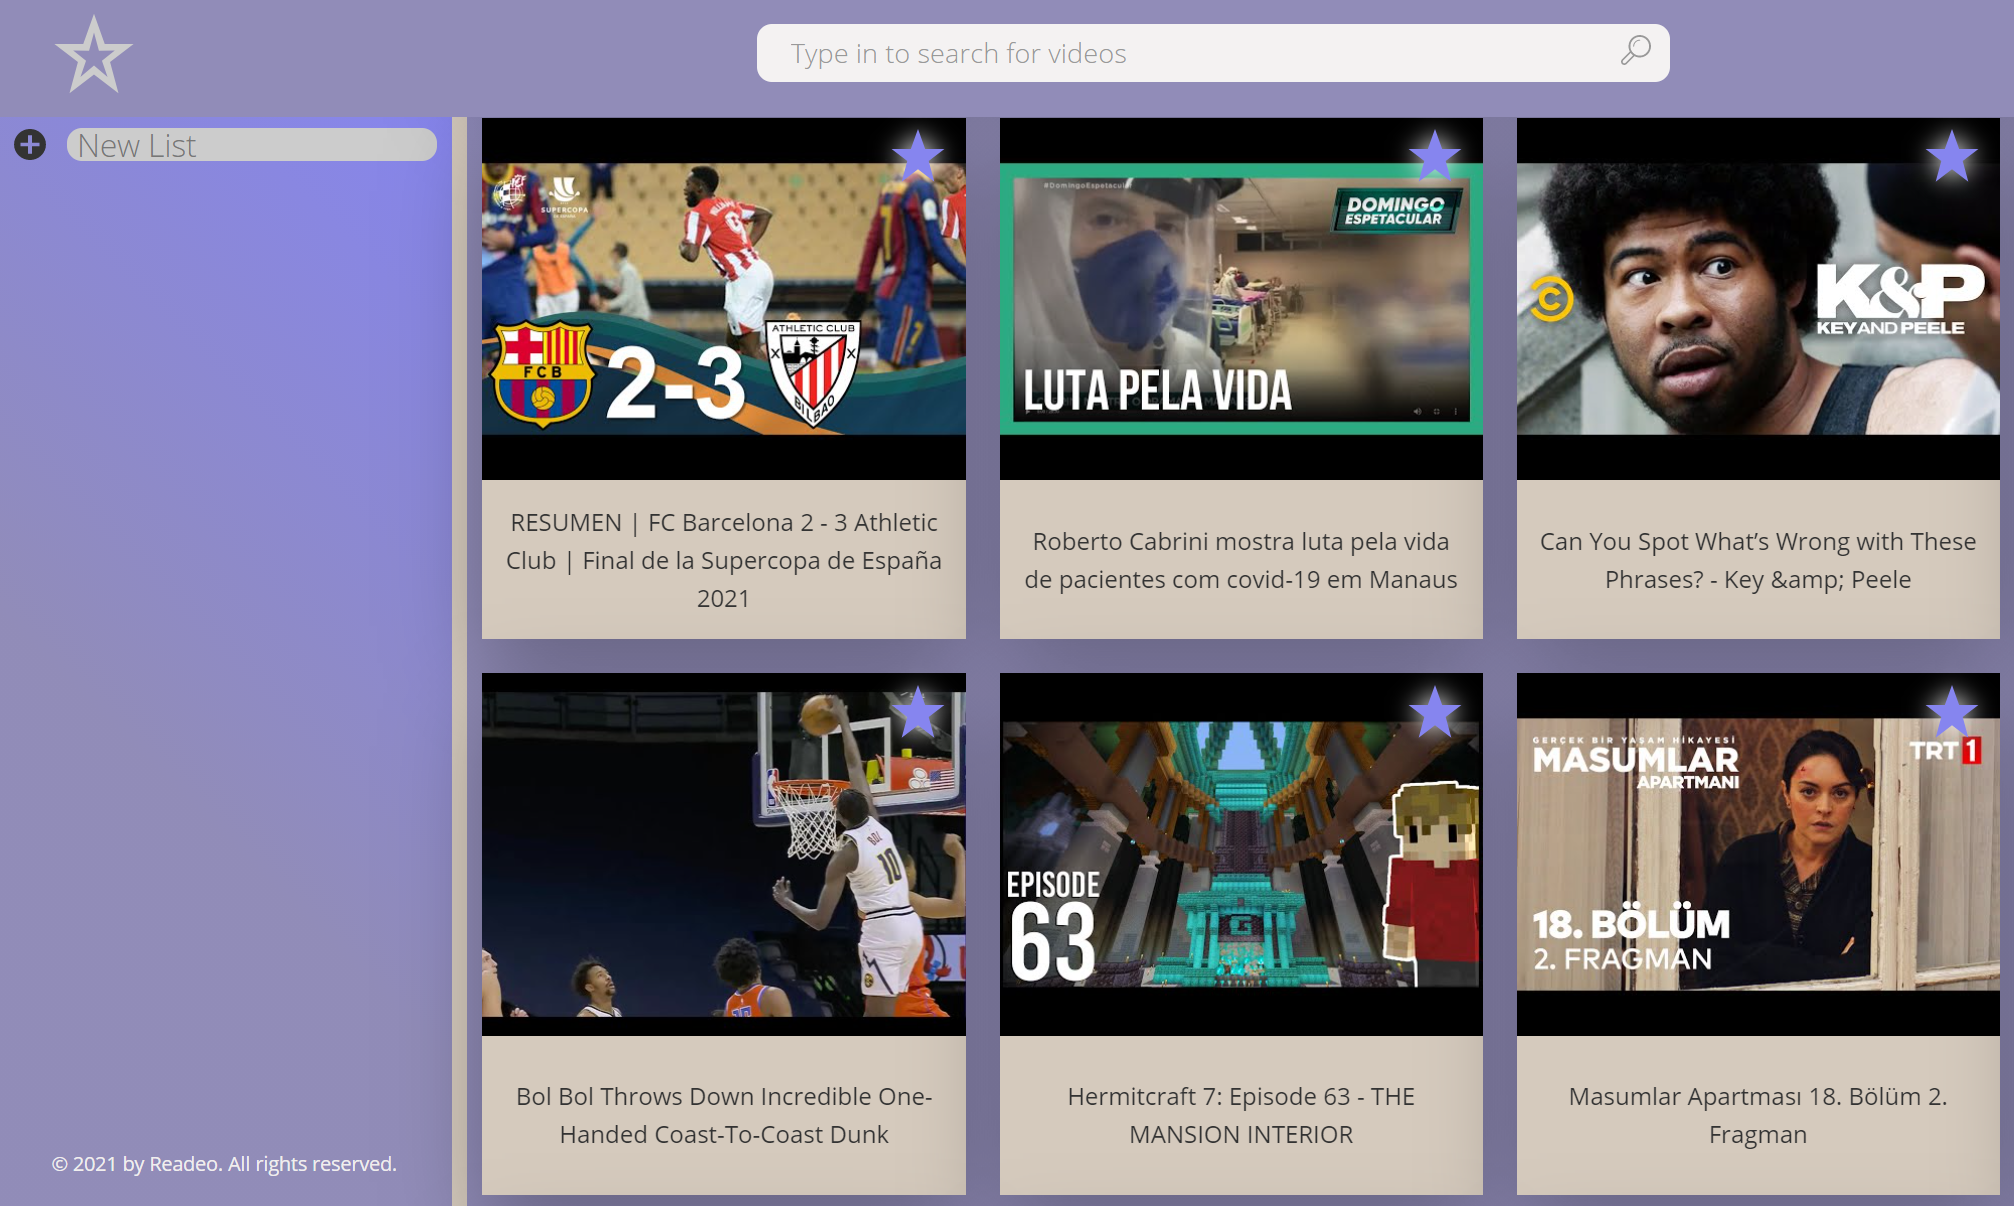 Type in to search for videos
New List
SUPERCOPA
WILLIAMS
9
FCB
2-3
ATHLETIC CLUB
BILBAO
RESUMEN | FC Barcelona 2 - 3 Athletic
Club | Final de la Supercopa de España
2021
#DomingoEspetacular
DOMINGO
ESPETACULAR
LUTA PELA VIDA
Roberto Cabrini mostra luta pela vida
de pacientes com covid-19 em Manaus
K&P
KEY AND PEELE
Can You Spot What’s Wrong with These
Phrases? - Key &amp; Peele
BOL
10
Bol Bol Throws Down Incredible One-
Handed Coast-To-Coast Dunk
EPISODE
63
Hermitcraft 7: Episode 63 - THE
MANSION INTERIOR
GERÇEK BİR YAŞAM HİKAYESİ
MASUMLAR
APARTMANI
TRT 1
18. BÖLÜM
2. FRAGMAN
Masumlar Apartması 18. Bölüm 2.
Fragman
© 2021 by Readeo. All rights reserved.